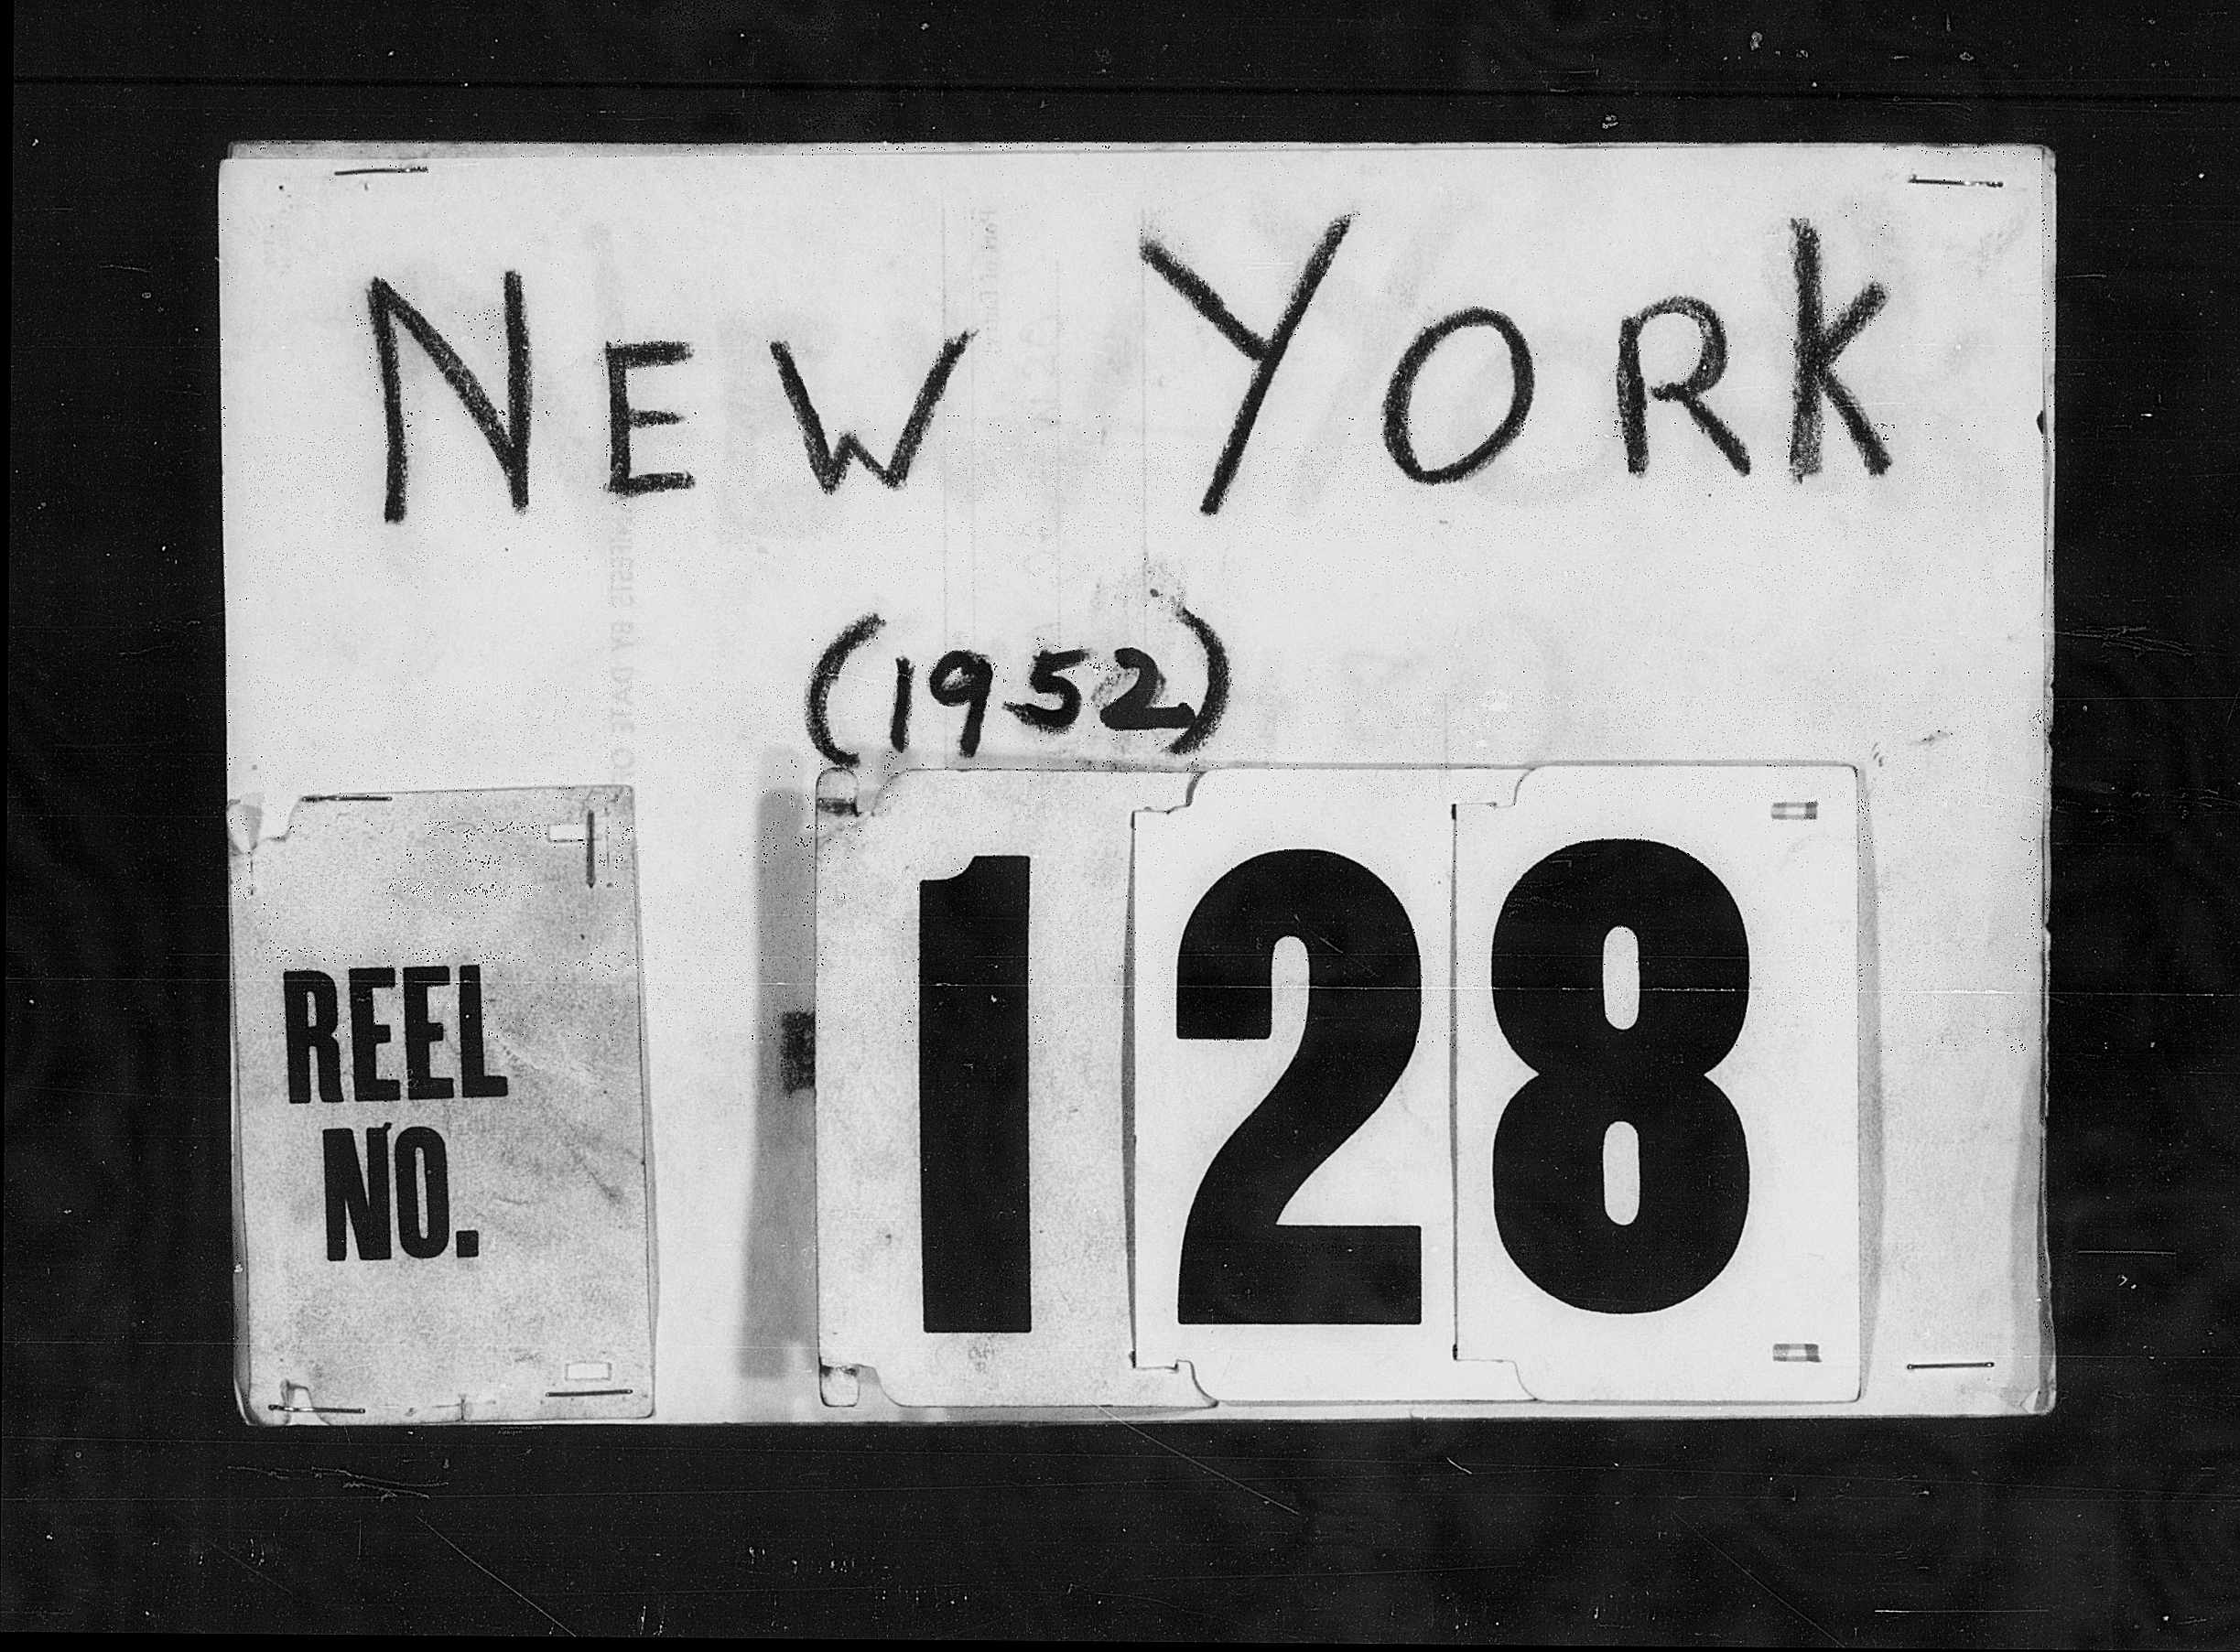 NEW YORK
(1952)
REEL
NO.
128